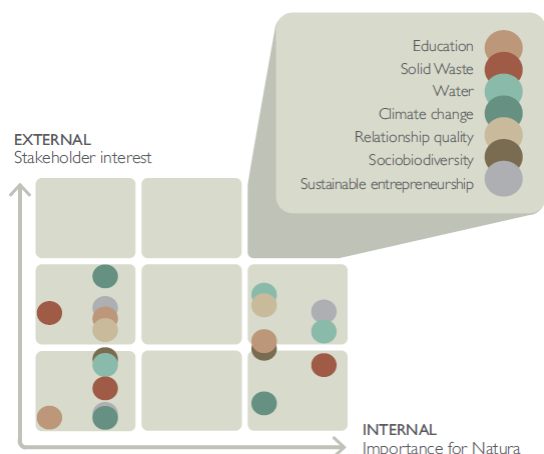 Education
Solid Waste
Water
Climate change
Relationship quality
Sociobiodiversity
Sustainable entrepreneurship
EXTERNAL
Stakeholder interest
INTERNAL
Importance for Natura